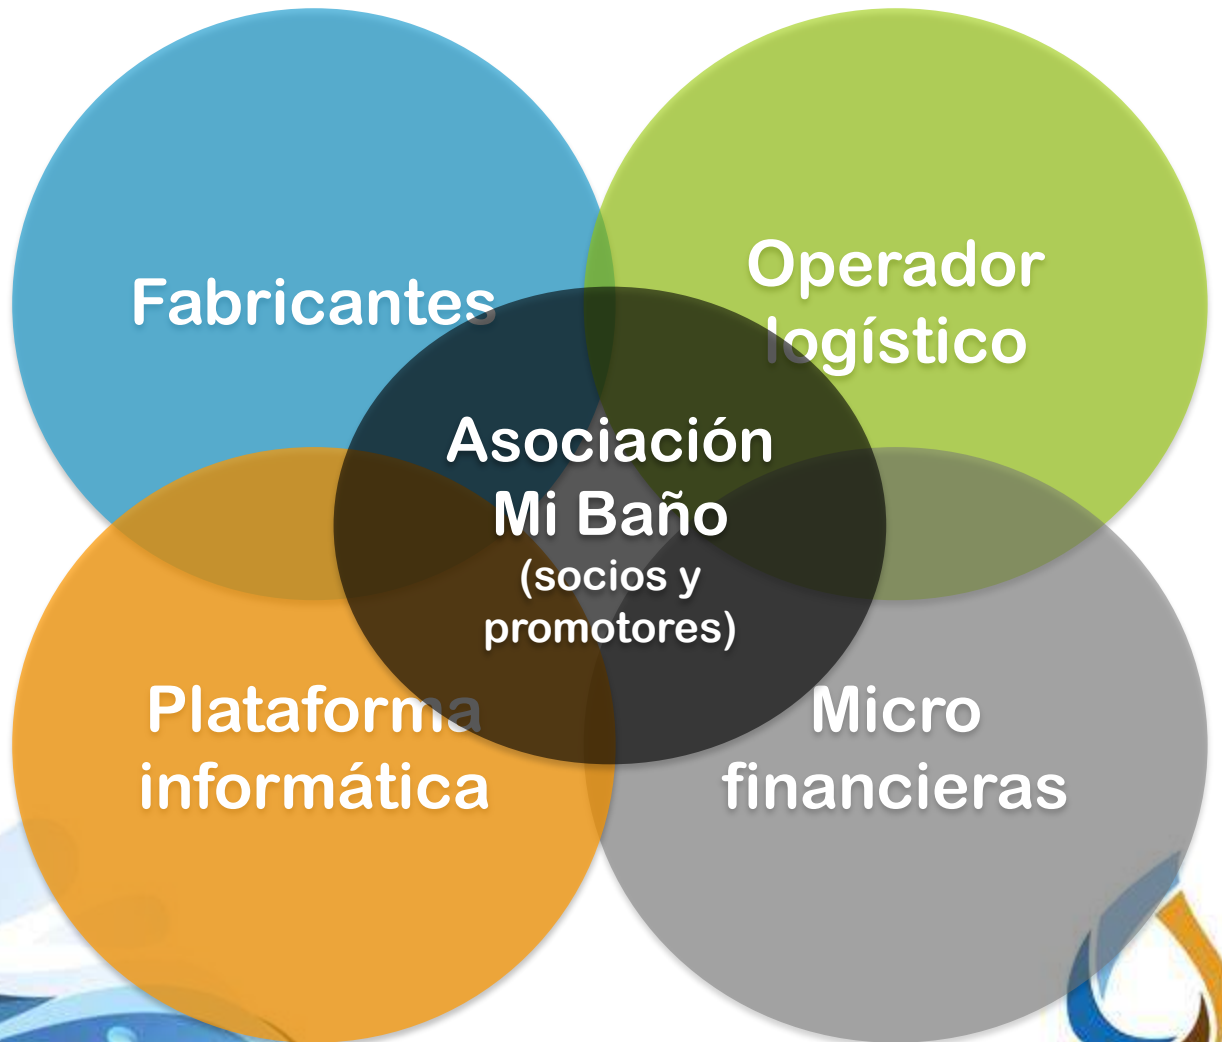 Fabricantes
Operador
logístico
Asociación
Mi Baño
(socios y
promotores)
Plataforma
informática
Micro
financieras